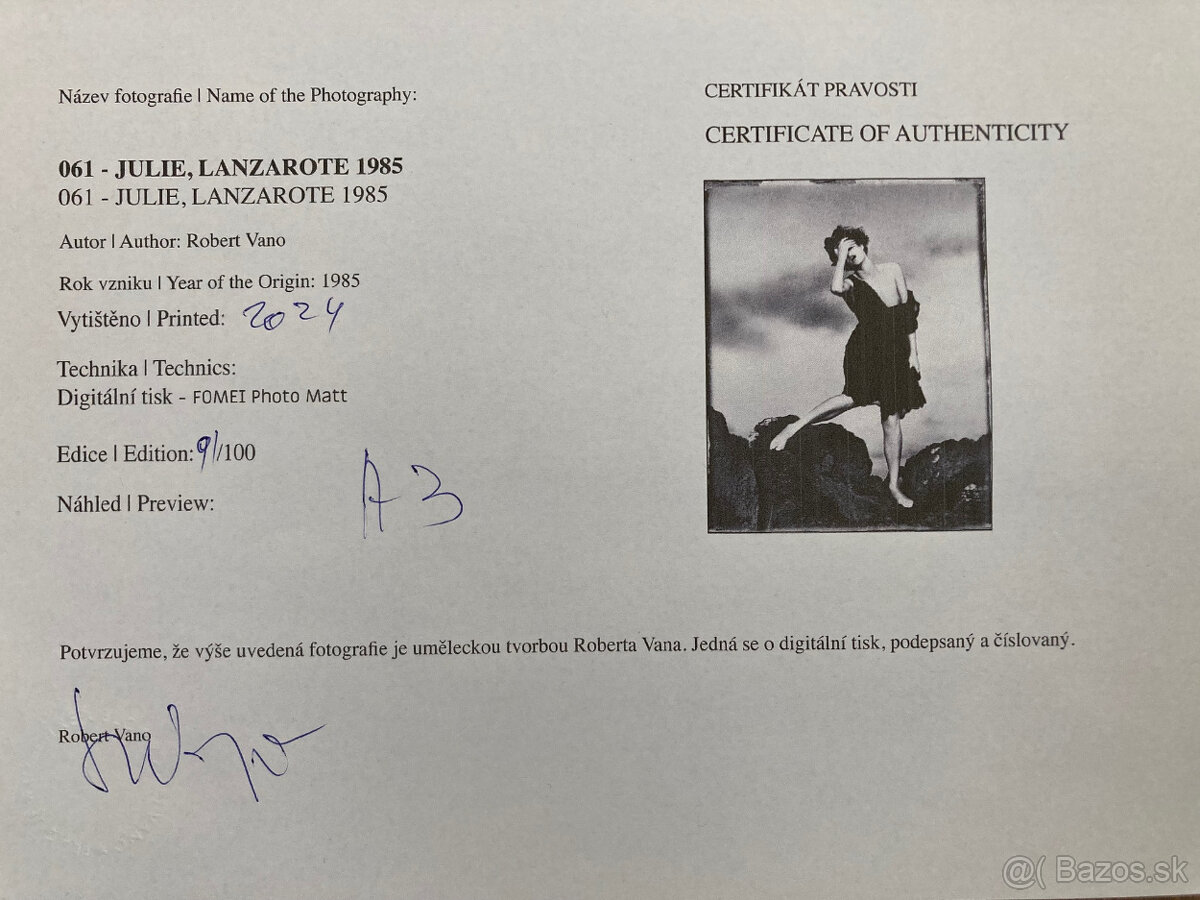 Název fotografie | Name of the Photography:
061 - JULIE, LANZAROTE 1985
061 - JULIE, LANZAROTE 1985
Autor | Author: Robert Vano
Rok vzniku | Year of the Origin: 1985
Vytištěno | Printed: 2024
Technika | Technics:
Digitální tisk - FOMEI Photo Matt
Edice | Edition: 9//100
Náhled | Preview:
A3
CERTIFIKÁT PRAVOSTI
CERTIFICATE OF AUTHENTICITY
Potvrzujeme, že výše uvedená fotografie je uměleckou tvorbou Roberta Vana. Jedná se o digitální tisk, podepsaný a číslovaný.
Robert Vano
@( Bazos.sk